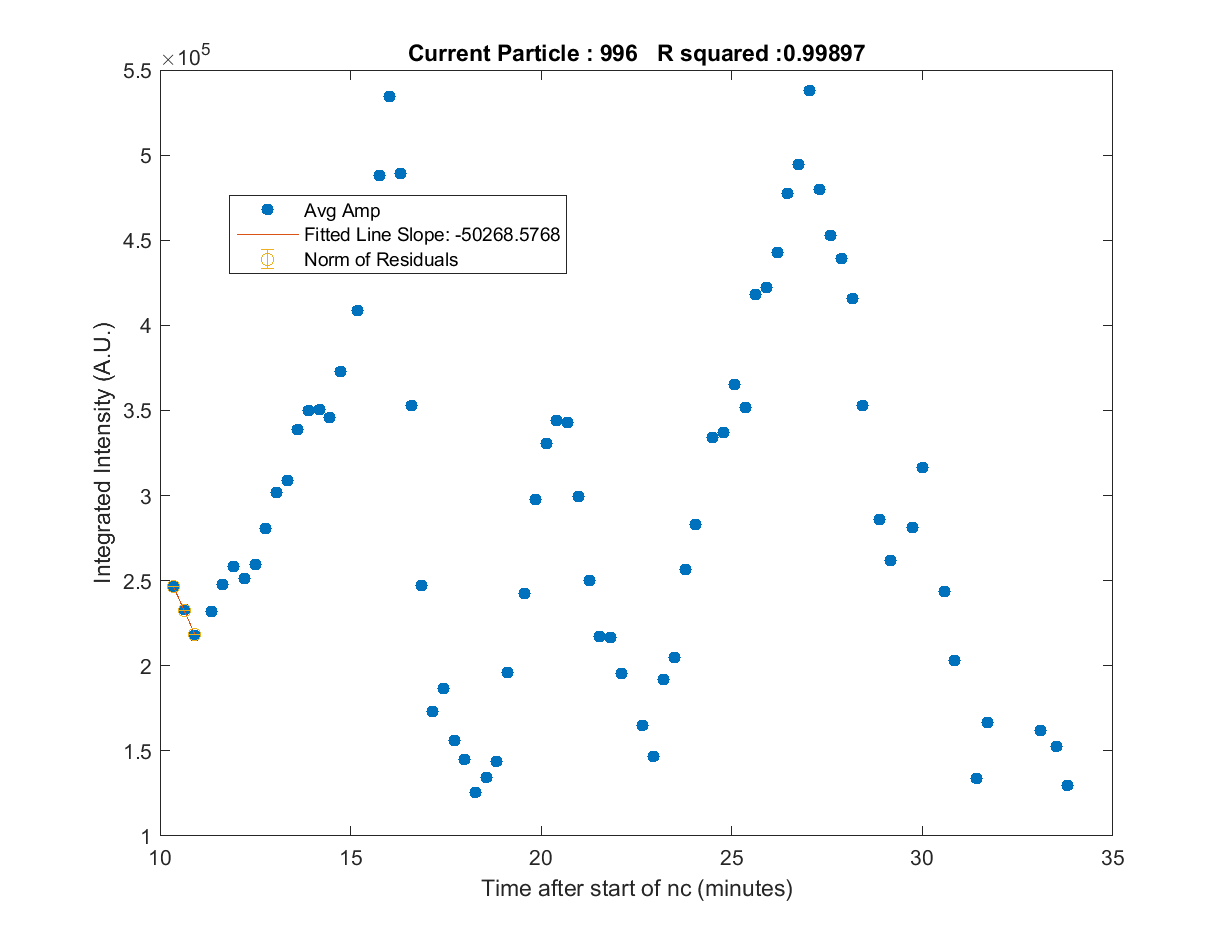 Current Particle : 996   R squared :0.99897
×10^5
5.5
5
4.5
4
3.5
3
2.5
2
1.5
1
Integrated Intensity (A.U.)
Avg Amp
Fitted Line Slope: -50268.5768
Norm of Residuals
10 15 20 25 30 35
Time after start of nc (minutes)